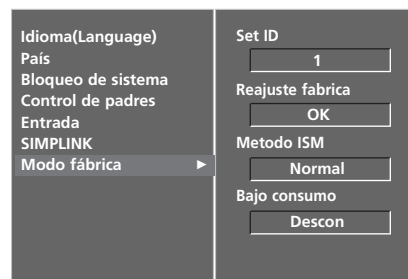 Idioma(Language)
País
Bloqueo de sistema
Control de padres
Entrada
SIMPLINK
Modo fábrica ►
Set ID
1
Reajuste fabrica
OK
Metodo ISM
Normal
Bajo consumo
Descon